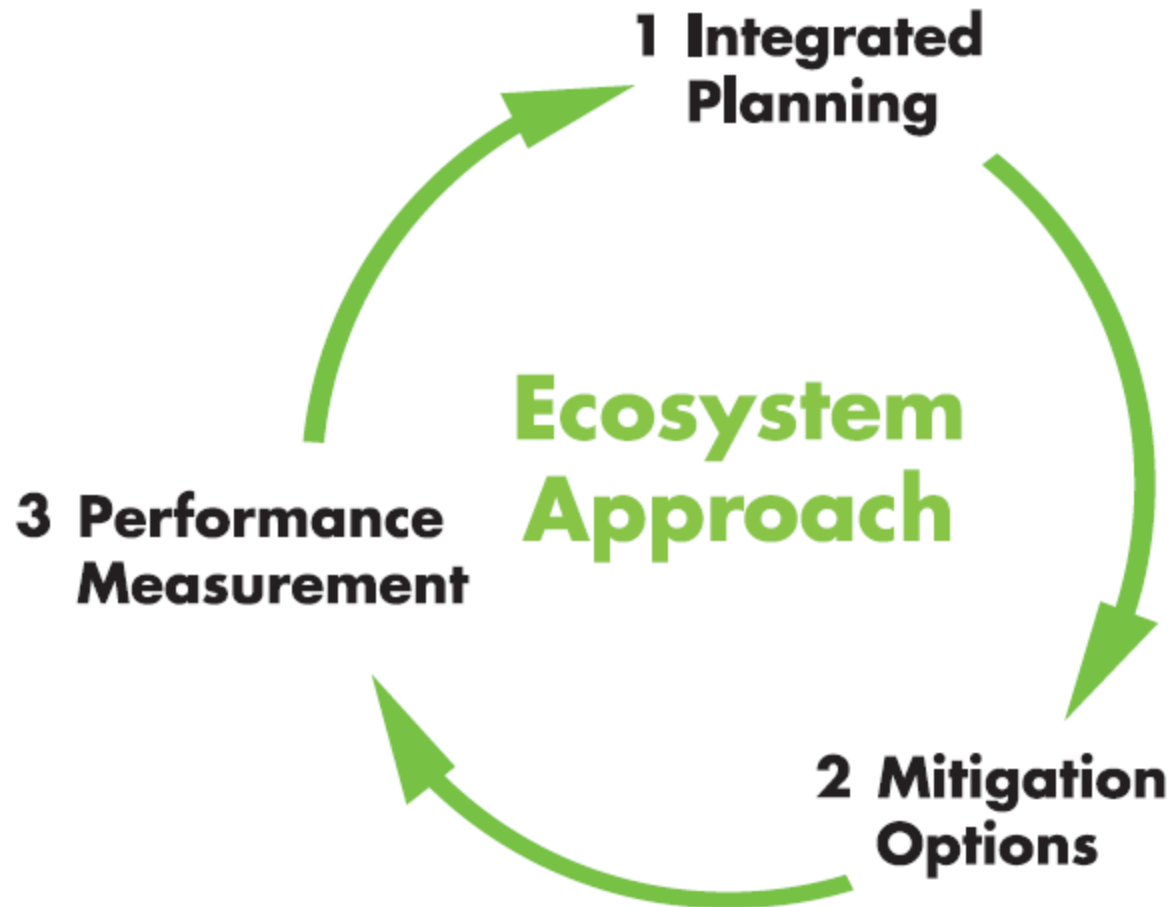 1 Integrated
Planning
Ecosystem
Approach
3 Performance
Measurement
2 Mitigation
Options